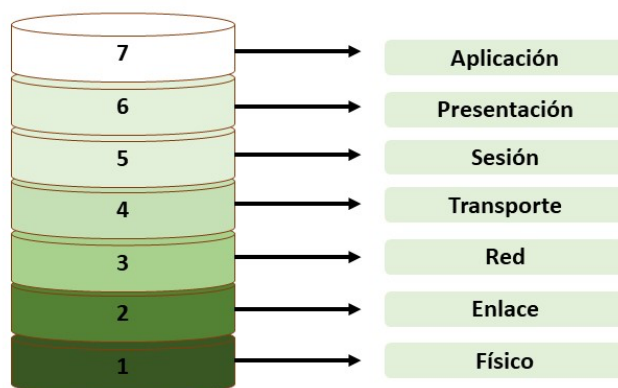 7 Aplicación
6 Presentación
5 Sesión
4 Transporte
3 Red
2 Enlace
1 Físico